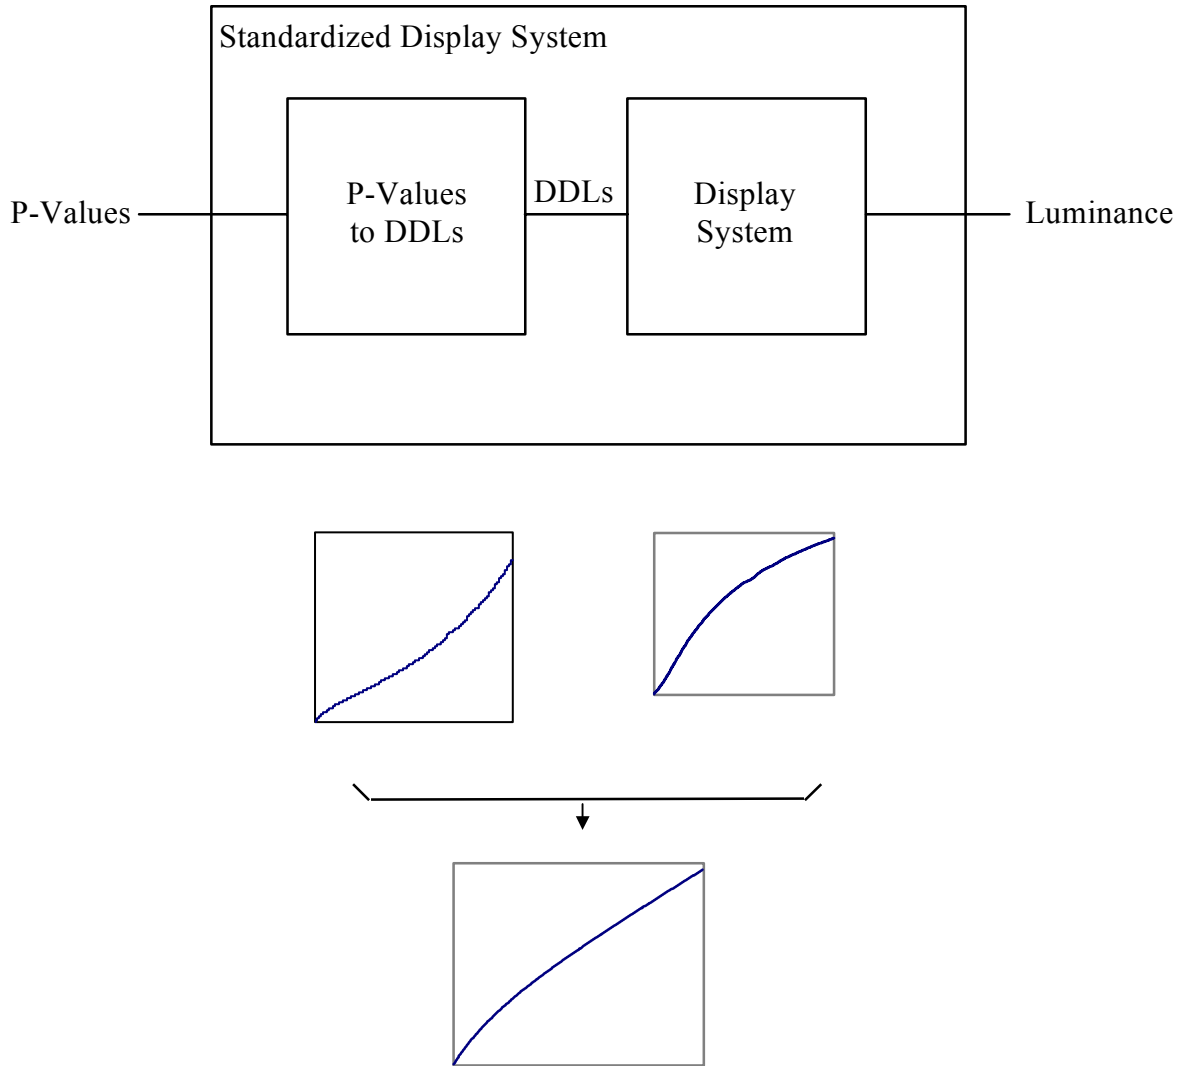 Standardized Display System
P-Values
P-Values
to DDLs
DDLs
Display
System
Luminance